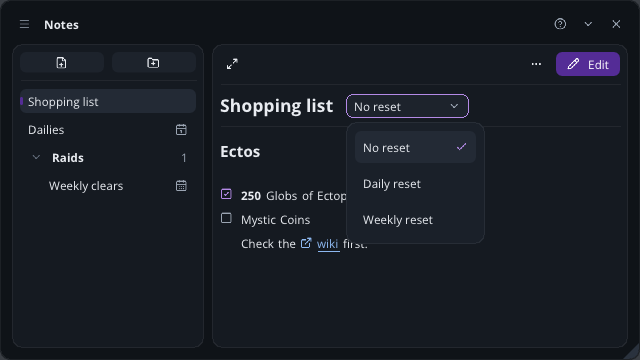 Notes
Edit
Shopping list
Dailies
Raids 1
Weekly clears
Shopping list No reset
No reset
Daily reset
Weekly reset
Ectos
250 Globs of Ectop
Mystic Coins
Check the wiki first.